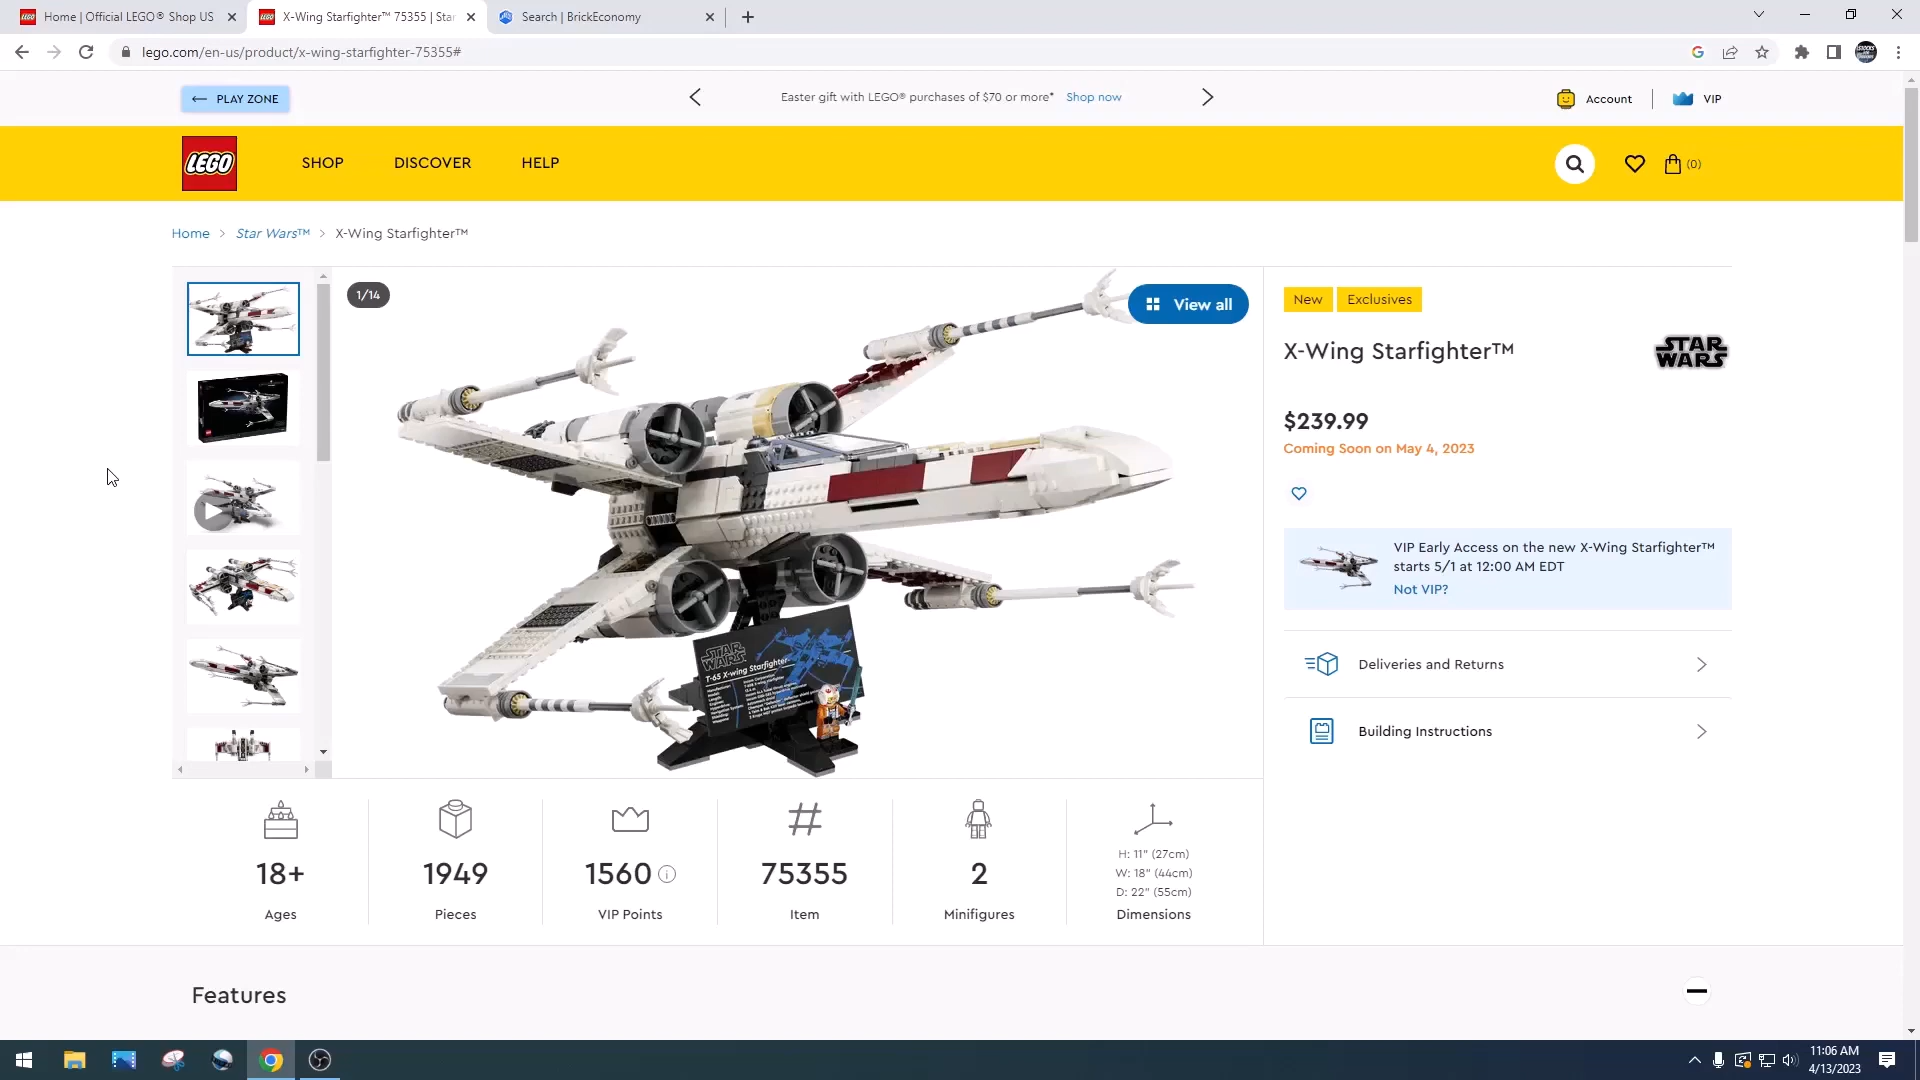 Home | Official LEGO® Shop US
X-Wing Starfighter™ 75355 | Star
Search | BrickEconomy
lego.com/en-us/product/x-wing-starfighter-75355#
PLAY ZONE
Easter gift with LEGO® purchases of $70 or more* Shop now
Account
VIP
LEGO
SHOP
DISCOVER
HELP
(0)
Home > Star Wars™ > X-Wing Starfighter™
1/14
View all
New
Exclusives
X-Wing Starfighter™
STAR
WARS
$239.99
Coming Soon on May 4, 2023
VIP Early Access on the new X-Wing Starfighter™
starts 5/1 at 12:00 AM EDT
Not VIP?
Deliveries and Returns
Building Instructions
STAR
WARS
T-65 X-wing Starfighter
18+
Ages
1949
Pieces
1560
VIP Points
75355
Item
2
Minifigures
H: 11" (27cm)
W: 18" (44cm)
D: 22" (55cm)
Dimensions
Features
11:06 AM
4/13/2023